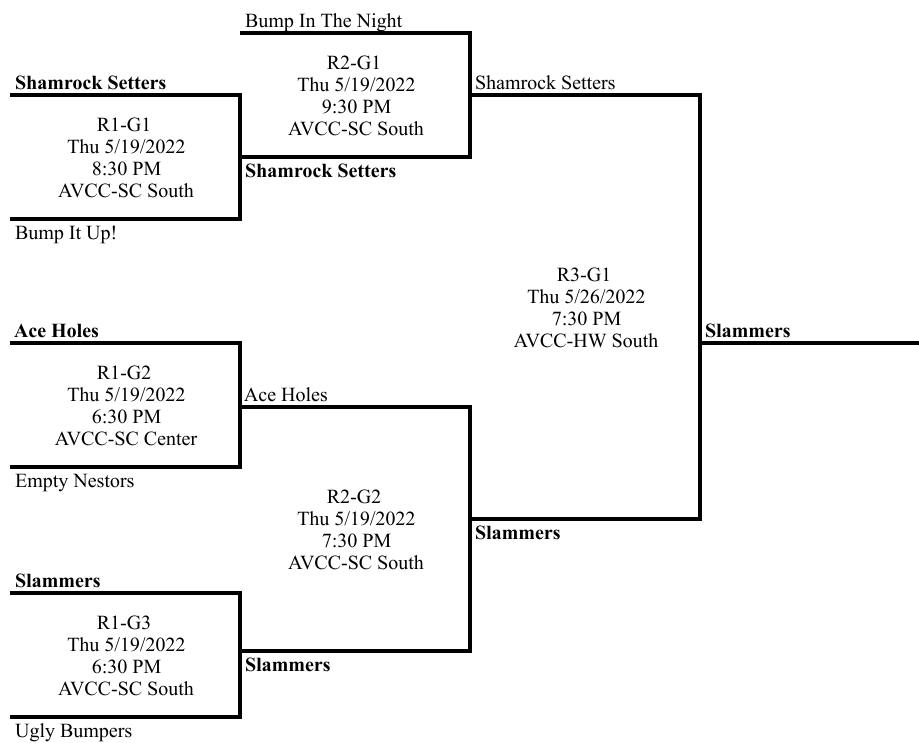 Bump In The Night
R2-G1
Thu 5/19/2022
9:30 PM
AVCC-SC South
Shamrock Setters
Shamrock Setters
R1-G1
Thu 5/19/2022
8:30 PM
AVCC-SC South
Shamrock Setters
Bump It Up!
R3-G1
Thu 5/26/2022
7:30 PM
AVCC-HW South
Slammers
Ace Holes
R1-G2
Thu 5/19/2022
6:30 PM
AVCC-SC Center
Ace Holes
Empty Nestors
R2-G2
Thu 5/19/2022
7:30 PM
AVCC-SC South
Slammers
Slammers
R1-G3
Thu 5/19/2022
6:30 PM
AVCC-SC South
Slammers
Ugly Bumpers